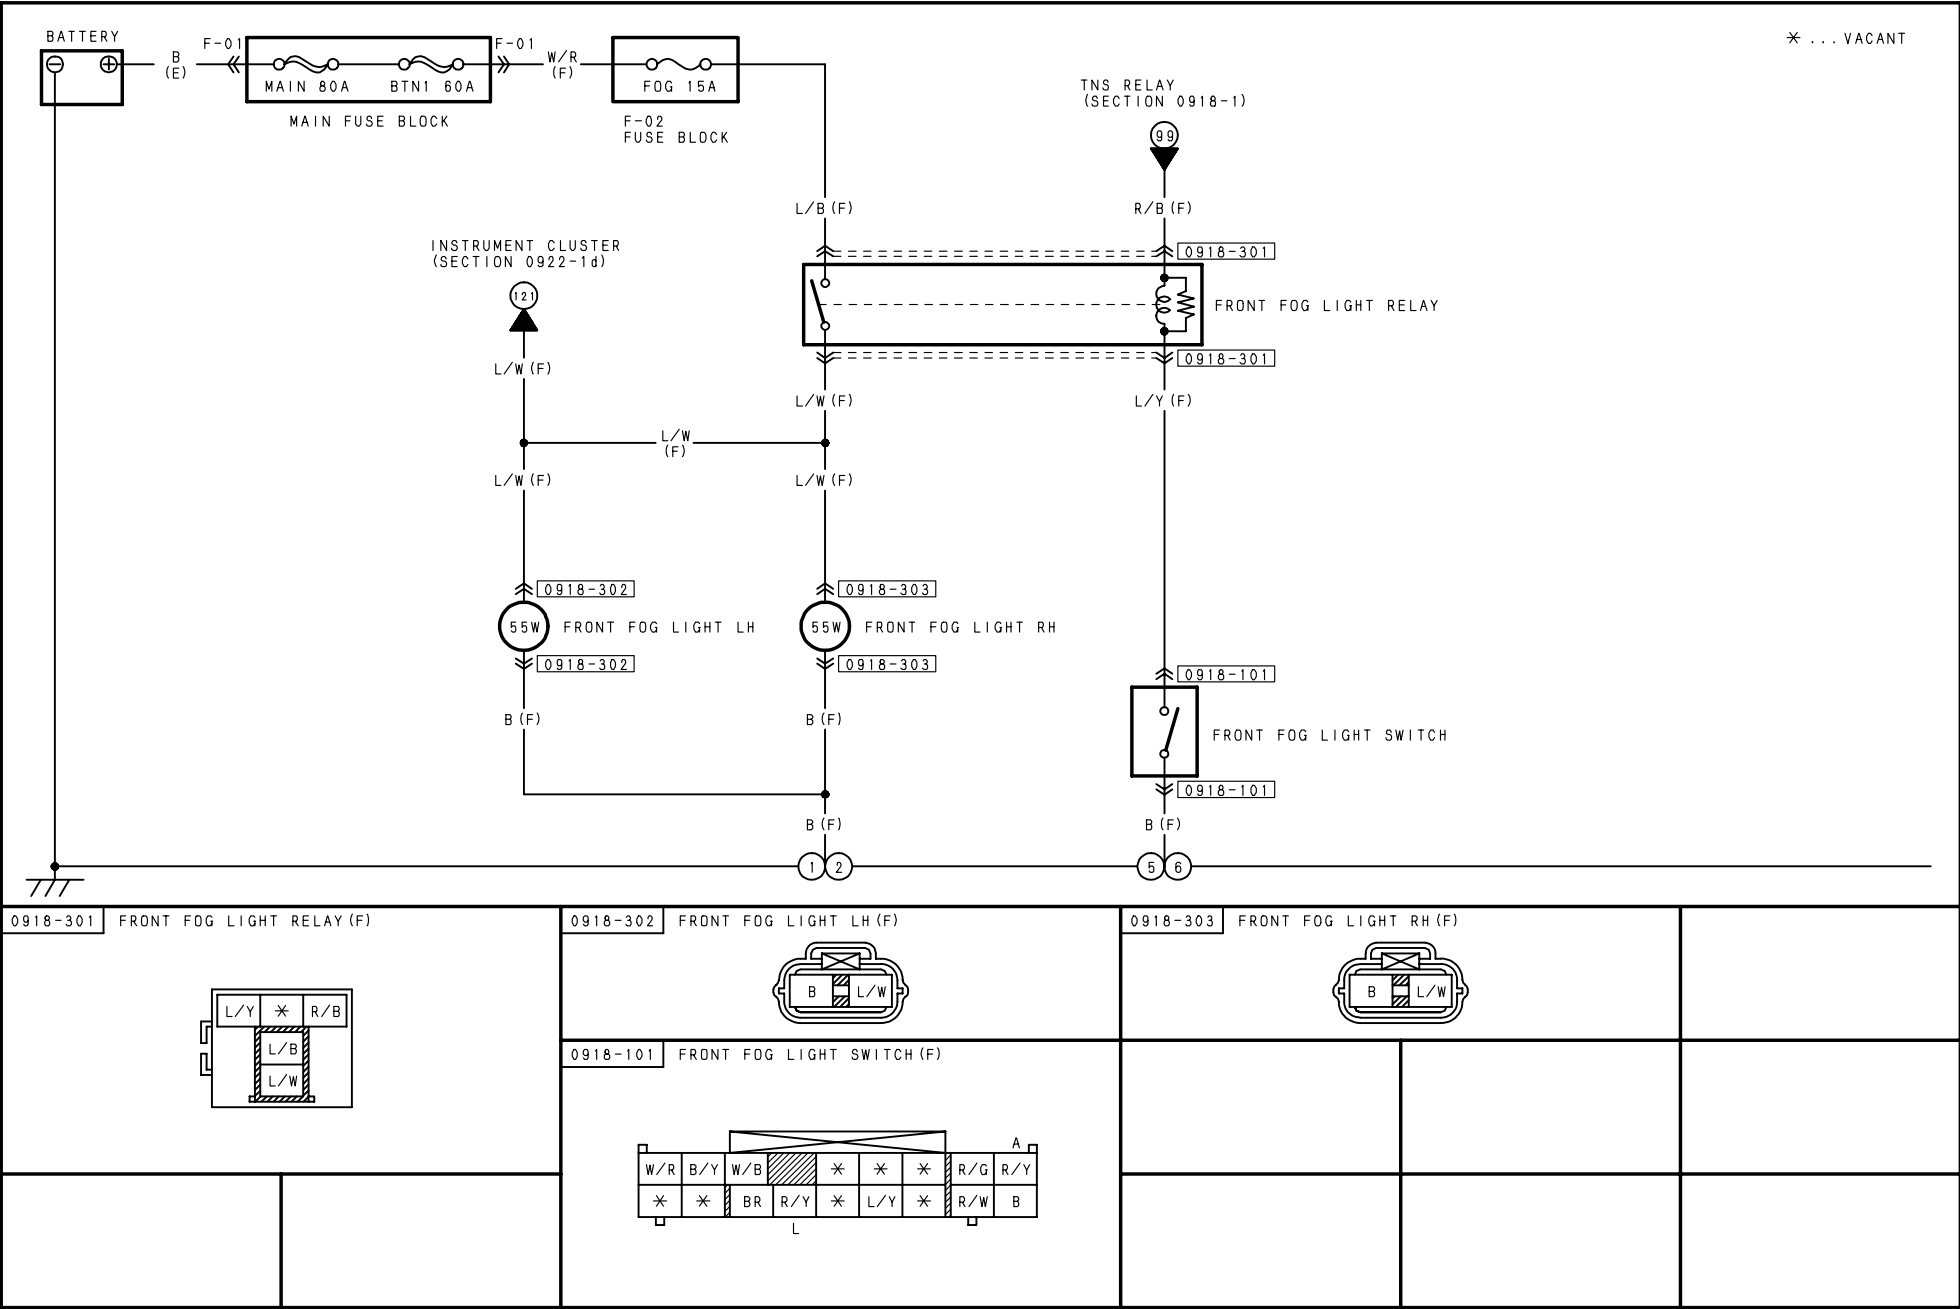 BATTERY
B
(E)
F-01
MAIN 80A
BTN1 60A
MAIN FUSE BLOCK
F-01
W/R
(F)
FOG 15A
F-02
FUSE BLOCK
✳ ... VACANT
TNS RELAY
(SECTION 0918-1)
99
L/B (F)
R/B (F)
INSTRUMENT CLUSTER
(SECTION 0922-1d)
121
0918-301
FRONT FOG LIGHT RELAY
0918-301
L/W (F)
L/W (F)
L/Y (F)
L/W
(F)
L/W (F)
L/W (F)
0918-302
0918-303
55W
FRONT FOG LIGHT LH
55W
FRONT FOG LIGHT RH
0918-302
0918-303
0918-101
B (F)
B (F)
FRONT FOG LIGHT SWITCH
0918-101
B (F)
B (F)
1 2
5 6
0918-301 FRONT FOG LIGHT RELAY (F)
L/Y ✳ R/B
L/B
L/W
0918-302 FRONT FOG LIGHT LH (F)
B L/W
0918-303 FRONT FOG LIGHT RH (F)
B L/W
0918-101 FRONT FOG LIGHT SWITCH (F)
A
W/R B/Y W/B ✳ ✳ ✳ R/G R/Y
✳ ✳ BR R/Y ✳ L/Y ✳ R/W B
L